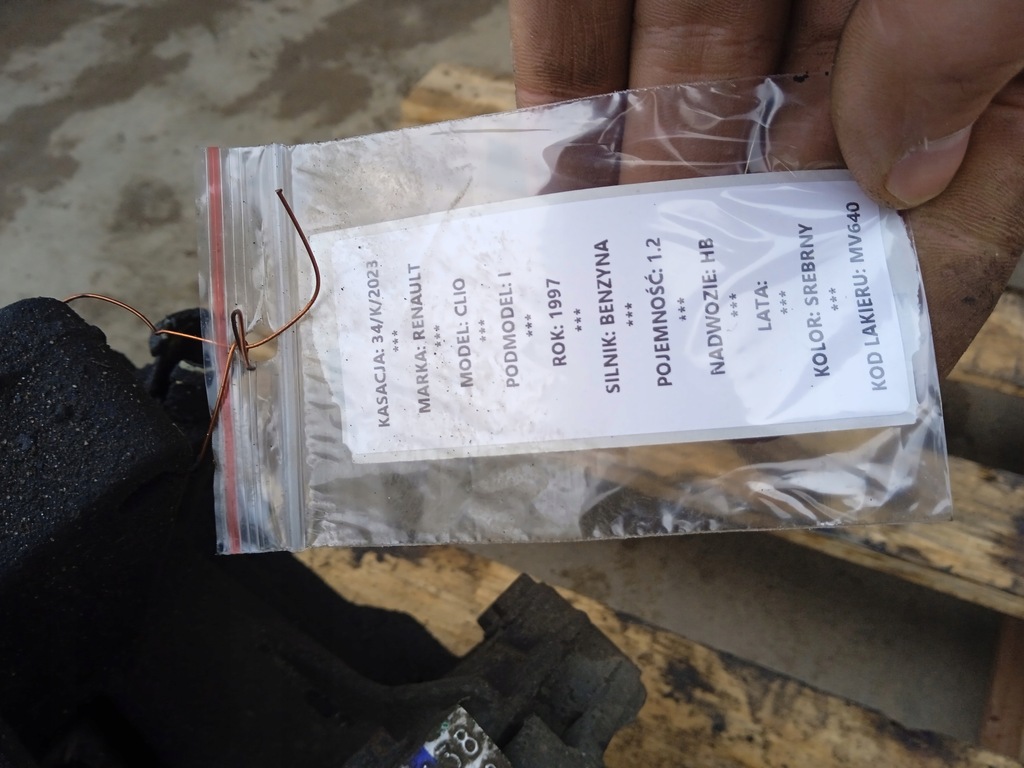 KASACJA: 34/K/2023
***
MARKA: RENAULT
***
MODEL: CLIO
***
PODMODEL: I
***
ROK: 1997
***
SILNIK: BENZYNA
***
POJEMNOŚĆ: 1.2
***
NADWOZIE: HB
***
LATA:
***
KOLOR: SREBRNY
***
KOD LAKIERU: MV640